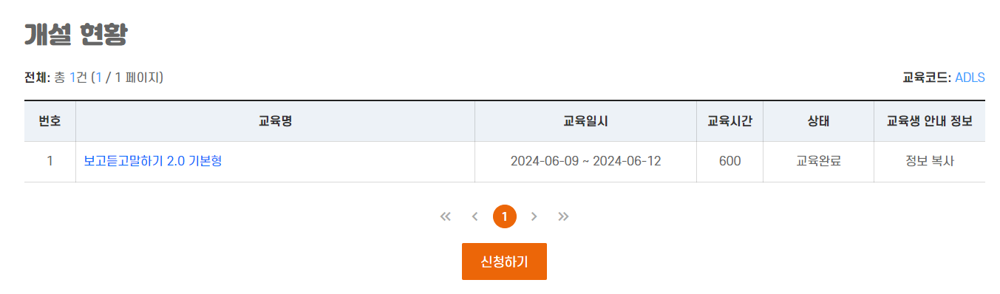 개설 현황
전체: 총 1건 (1 / 1 페이지) 교육코드: ADLS
번호 교육명 교육일시 교육시간 상태 교육생 안내 정보
1 보고듣고말하기 2.0 기본형 2024-06-09 ~ 2024-06-12 600 교육완료 정보 복사
1
신청하기